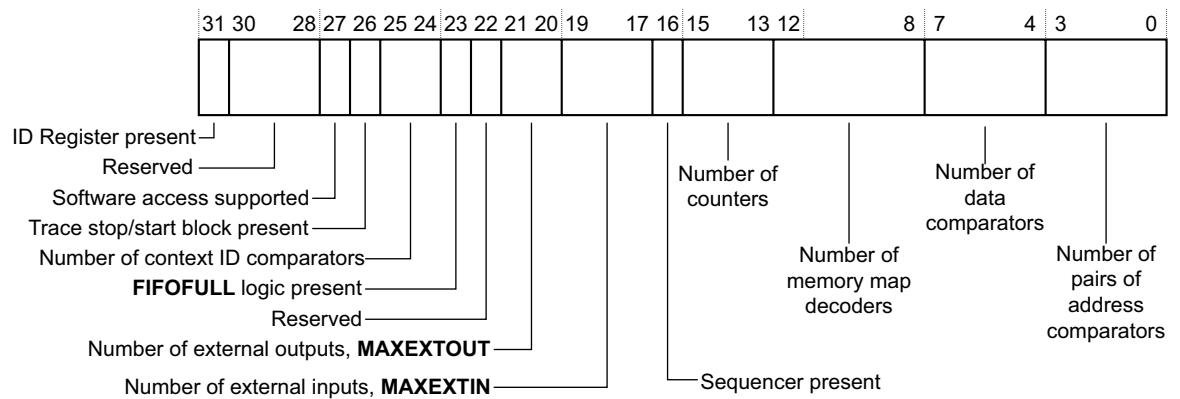 31 30 28 27 26 25 24 23 22 21 20 19 17 16 15 13 12 8 7 4 3 0
ID Register present
Reserved
Software access supported
Trace stop/start block present
Number of context ID comparators
FIFOFULL logic present
Reserved
Number of external outputs, MAXEXTOUT
Number of external inputs, MAXEXTIN
Sequencer present
Number of
counters
Number of
memory map
decoders
Number of
data
comparators
Number of
pairs of
address
comparators